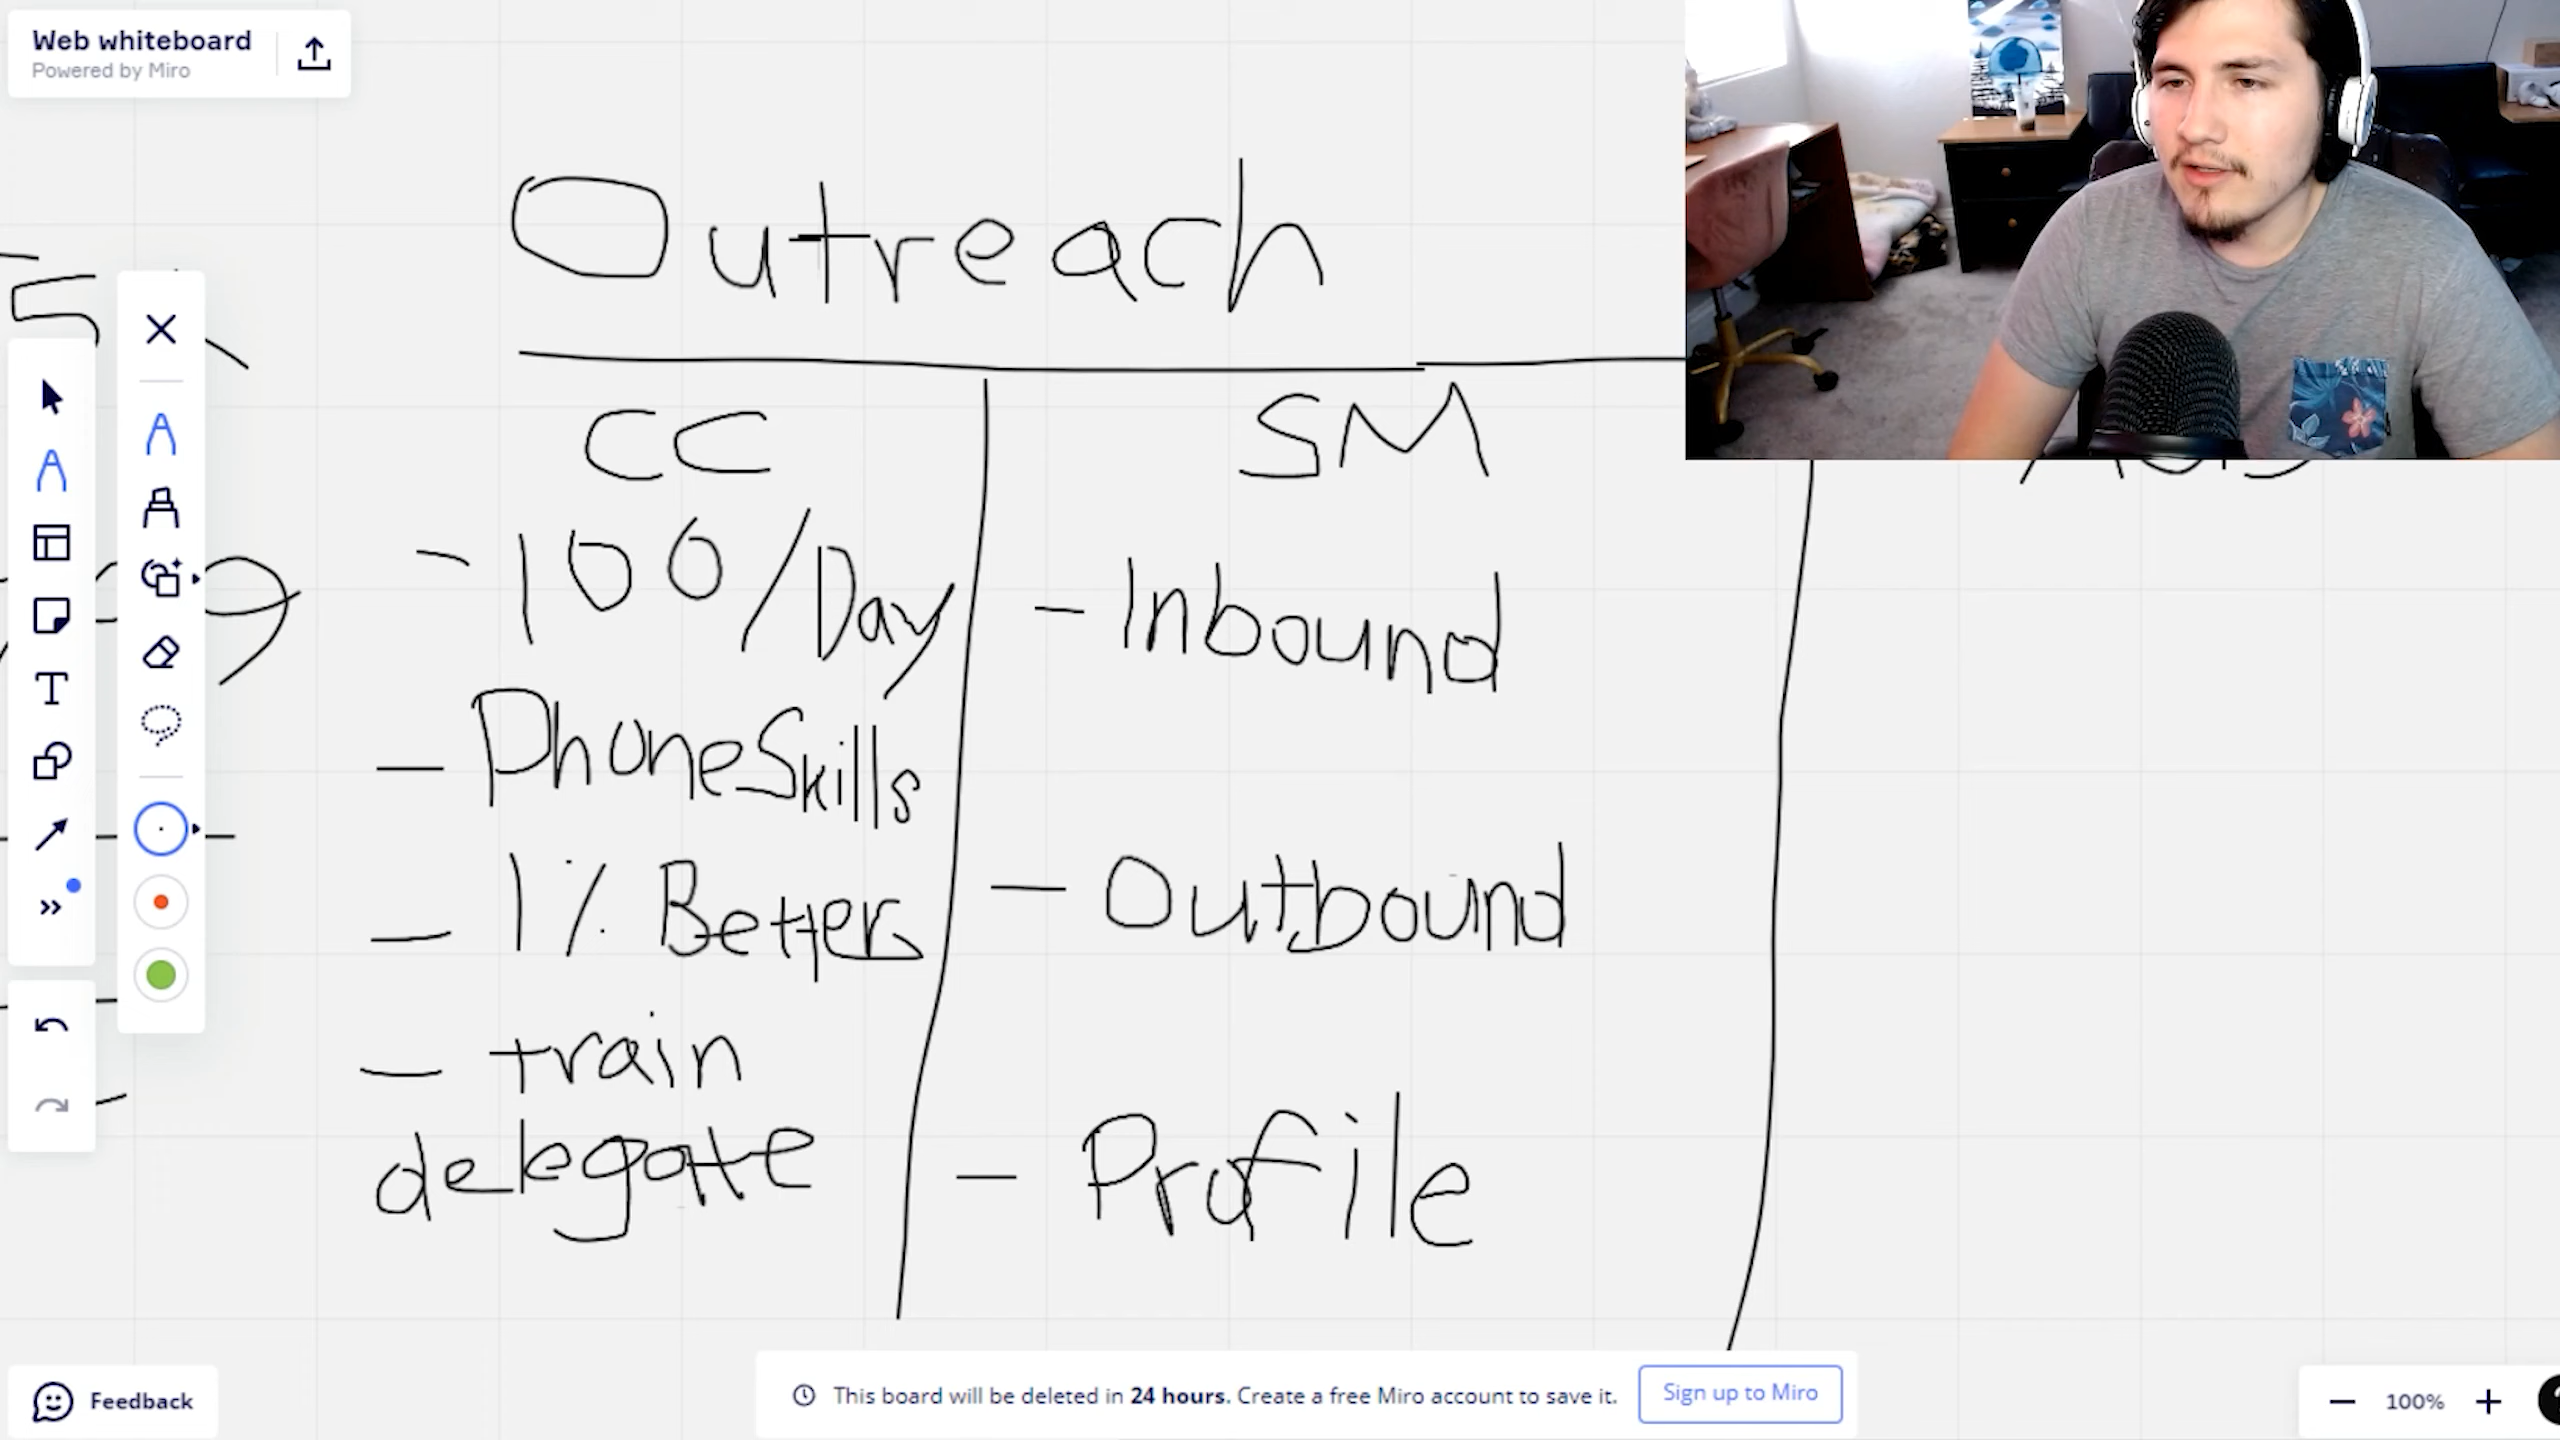 Web whiteboard
Powered by Miro
Outreach
CC
SM
- 100/Day
- Phone Skills
- 1% Better
- train
delegate
- Inbound
- Outbound
- Profile
Feedback
This board will be deleted in 24 hours. Create a free Miro account to save it.
Sign up to Miro
100%